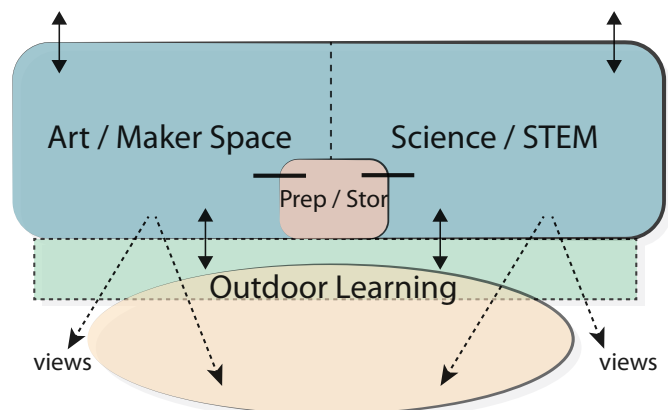 Art / Maker Space
Science / STEM
Prep / Stor
Outdoor Learning
views
views